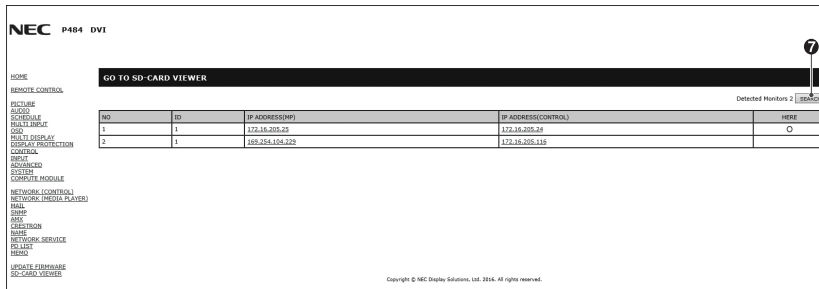 NEC P484 DVI
7
HOME
REMOTE CONTROL
PICTURE
AUDIO
SCHEDULE
MULTI INPUT
OSD
MULTI DISPLAY
DISPLAY PROTECTION
CONTROL
INPUT
ADVANCED
SYSTEM
COMPUTE MODULE
NETWORK (CONTROL)
NETWORK (MEDIA PLAYER)
MAIL
SNMP
AMX
CRESTRON
NAME
NETWORK SERVICE
PD LIST
MEMO
UPDATE FIRMWARE
SD-CARD VIEWER
GO TO SD-CARD VIEWER
Detected Monitors 2 SEARCH
NO ID IP ADDRESS(MP) IP ADDRESS(CONTROL) HERE
1 1 172.16.205.25 172.16.205.24 O
2 1 169.254.104.229 172.16.205.116
Copyright © NEC Display Solutions, Ltd. 2016. All rights reserved.